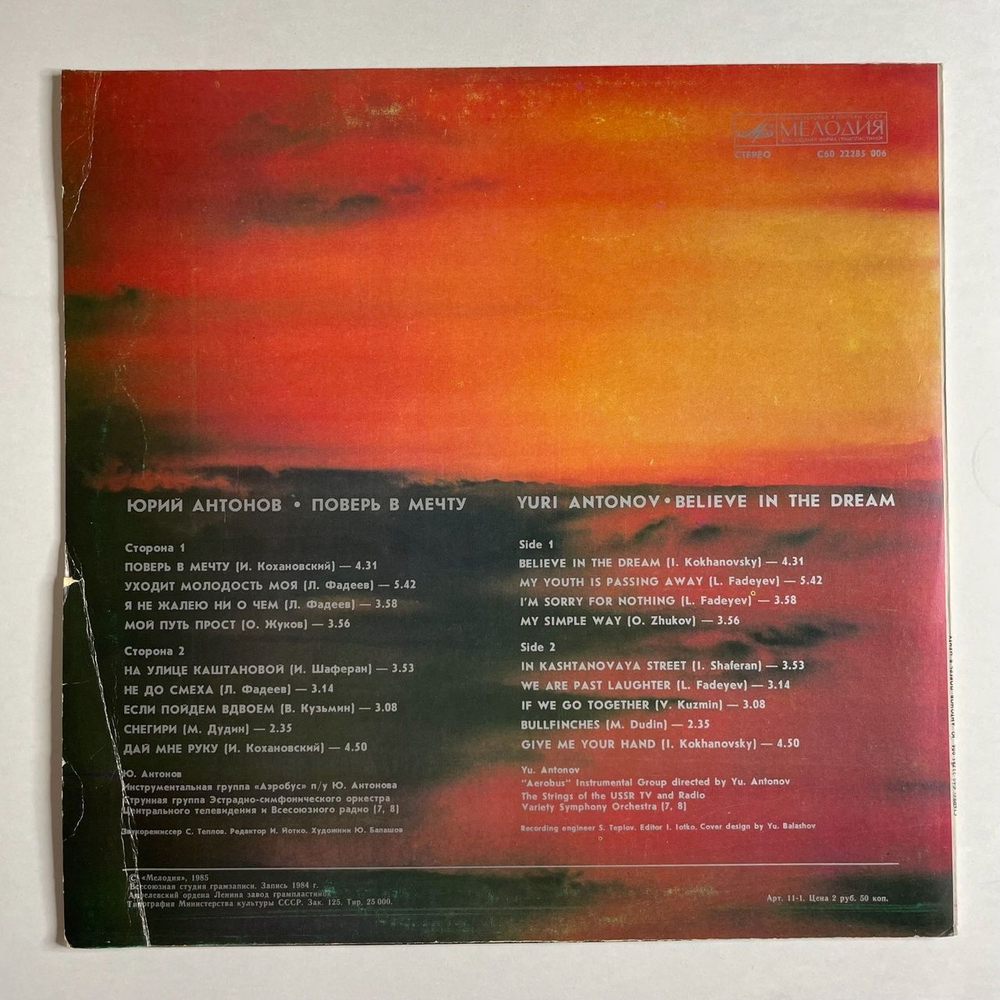 МЕЛОДИЯ
СТЕРЕО С60 22285 006
ЮРИЙ АНТОНОВ • ПОВЕРЬ В МЕЧТУ
Сторона 1
ПОВЕРЬ В МЕЧТУ (И. Кохановский) — 4.31
УХОДИТ МОЛОДОСТЬ МОЯ (Л. Фадеев) — 5.42
Я НЕ ЖАЛЕЮ НИ О ЧЕМ (Л. Фадеев) — 3.58
МОЙ ПУТЬ ПРОСТ (О. Жуков) — 3.56
Сторона 2
НА УЛИЦЕ КАШТАНОВОЙ (И. Шаферан) — 3.53
НЕ ДО СМЕХА (Л. Фадеев) — 3.14
ЕСЛИ ПОЙДЕМ ВДВОЕМ (В. Кузьмин) — 3.08
СНЕГИРИ (М. Дудин) — 2.35
ДАЙ МНЕ РУКУ (И. Кохановский) — 4.50
Ю. Антонов
Инструментальная группа «Аэробус» п/у Ю. Антонова
Струнная группа Эстрадно-симфонического оркестра
Центрального телевидения и Всесоюзного радио (7, 8)
Звукорежиссер С. Теплов. Редактор И. Йотко. Художник Ю. Балашов
YURI ANTONOV • BELIEVE IN THE DREAM
Side 1
BELIEVE IN THE DREAM (I. Kokhanovsky) — 4.31
MY YOUTH IS PASSING AWAY (L. Fadeyev) — 5.42
I'M SORRY FOR NOTHING (L. Fadeyev) — 3.58
MY SIMPLE WAY (O. Zhukov) — 3.56
Side 2
IN KASHTANOVAYA STREET (I. Shaferan) — 3.53
WE ARE PAST LAUGHTER (L. Fadeyev) — 3.14
IF WE GO TOGETHER (V. Kuzmin) — 3.08
BULLFINCHES (M. Dudin) — 2.35
GIVE ME YOUR HAND (I. Kokhanovsky) — 4.50
Yu. Antonov
"Aerobus" Instrumental Group directed by Yu. Antonov
The Strings of the USSR TV and Radio
Variety Symphony Orchestra (7, 8)
Recording engineer S. Teplov. Editor I. Iotko. Cover design by Yu. Balashov
© «Мелодия», 1985
Всесоюзная студия грамзаписи. Запись 1984 г.
Апрелевский ордена Ленина завод грампластинок
Типография Министерства культуры СССР. Зак. 125. Тир. 25 000.
Арт. 11-1. Цена 2 руб. 50 коп.